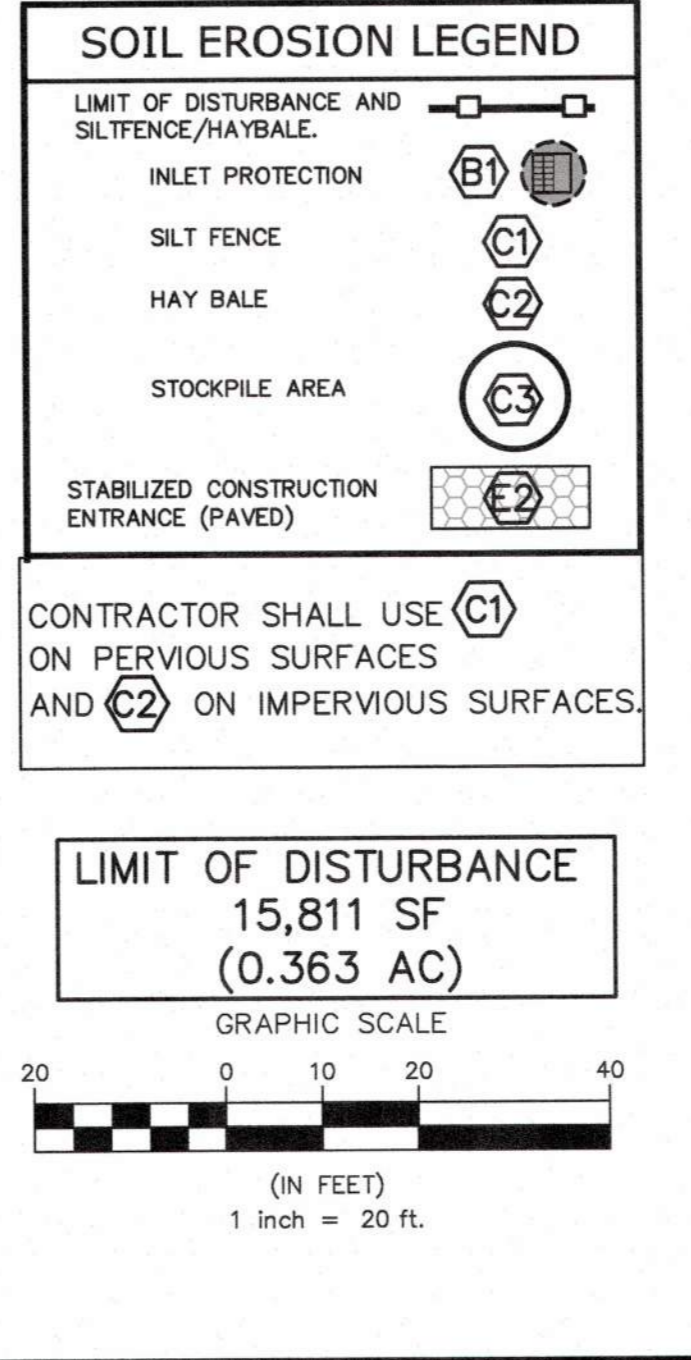 SOIL EROSION LEGEND
LIMIT OF DISTURBANCE AND
SILTFENCE/HAYBALE.
INLET PROTECTION B1
SILT FENCE C1
HAY BALE C2
STOCKPILE AREA C3
STABILIZED CONSTRUCTION
ENTRANCE (PAVED) E2
CONTRACTOR SHALL USE C1
ON PERVIOUS SURFACES
AND C2 ON IMPERVIOUS SURFACES.
LIMIT OF DISTURBANCE
15,811 SF
(0.363 AC)
GRAPHIC SCALE
20 0 10 20 40
(IN FEET)
1 inch = 20 ft.